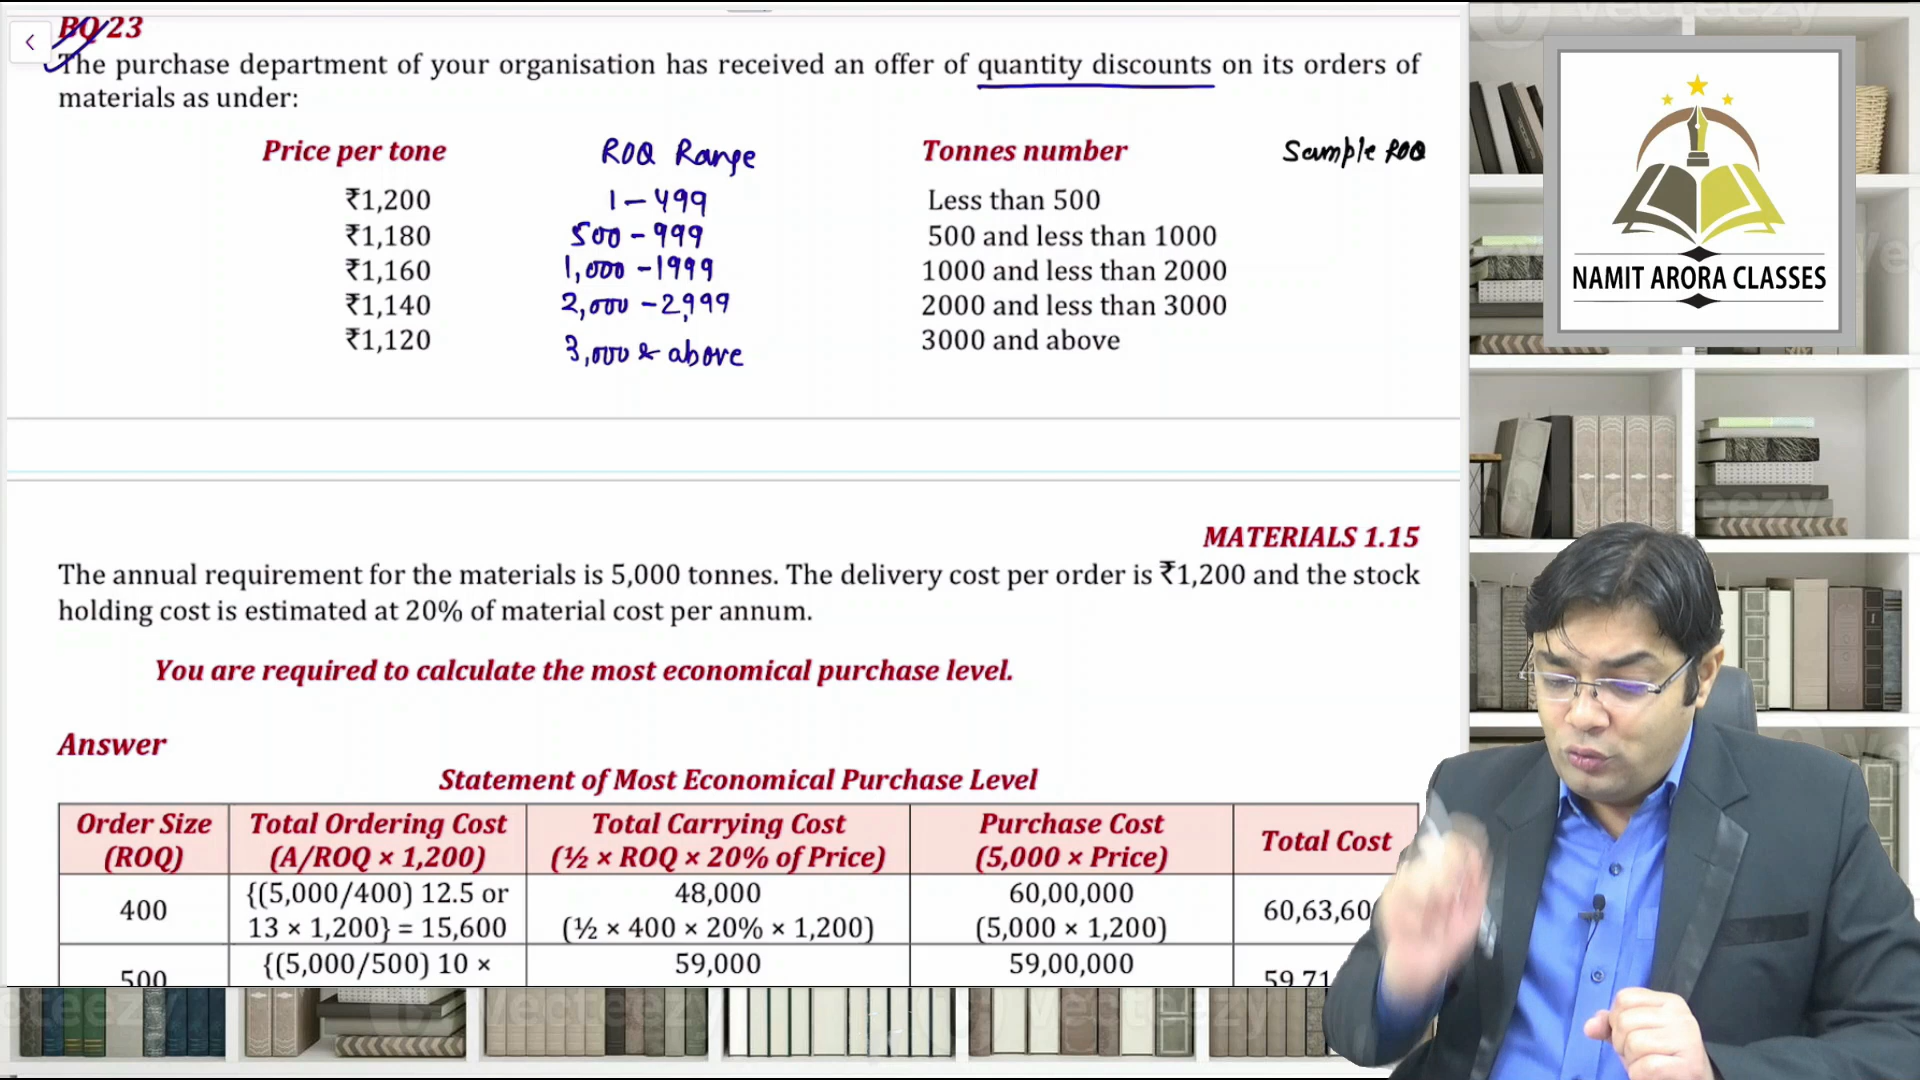 BQ 23
The purchase department of your organisation has received an offer of quantity discounts on its orders of
materials as under:
Price per tone ROQ Range Tonnes number Sample ROQ
₹1,200 1 – 499 Less than 500
₹1,180 500 - 999 500 and less than 1000
₹1,160 1,000 - 1999 1000 and less than 2000
₹1,140 2,000 - 2,999 2000 and less than 3000
₹1,120 3,000 & above 3000 and above
NAMIT ARORA CLASSES
MATERIALS 1.15
The annual requirement for the materials is 5,000 tonnes. The delivery cost per order is ₹1,200 and the stock
holding cost is estimated at 20% of material cost per annum.
You are required to calculate the most economical purchase level.
Answer
Statement of Most Economical Purchase Level
Order Size (ROQ) Total Ordering Cost (A/ROQ × 1,200) Total Carrying Cost (½ × ROQ × 20% of Price) Purchase Cost (5,000 × Price) Total Cost
400 {(5,000/400) 12.5 or 13 × 1,200} = 15,600 48,000 (½ × 400 × 20% × 1,200) 60,00,000 (5,000 × 1,200) 60,63,60
500 {(5,000/500) 10 × 59,000 59,00,000 59,71
vecteezy